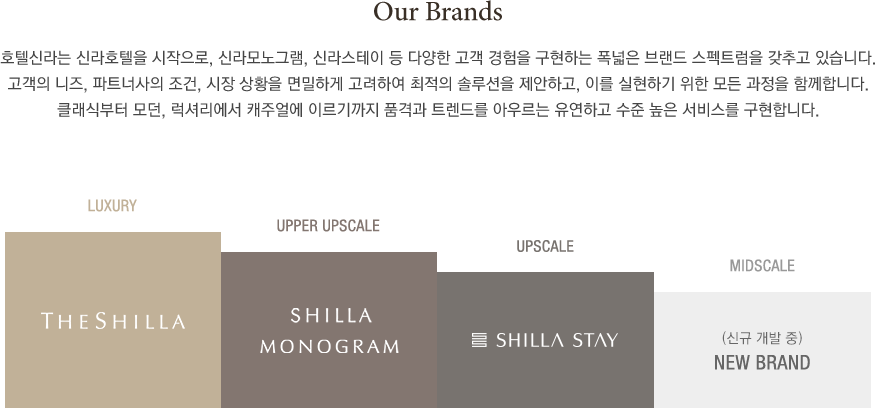 Our Brands
호텔신라는 신라호텔을 시작으로, 신라모노그램, 신라스테이 등 다양한 고객 경험을 구현하는 폭넓은 브랜드 스펙트럼을 갖추고 있습니다.
고객의 니즈, 파트너사의 조건, 시장 상황을 면밀하게 고려하여 최적의 솔루션을 제안하고, 이를 실현하기 위한 모든 과정을 함께합니다.
클래식부터 모던, 럭셔리에서 캐주얼에 이르기까지 품격과 트렌드를 아우르는 유연하고 수준 높은 서비스를 구현합니다.
LUXURY
THE SHILLA
UPPER UPSCALE
SHILLA
MONOGRAM
UPSCALE
SHILLA STAY
MIDSCALE
(신규 개발 중)
NEW BRAND